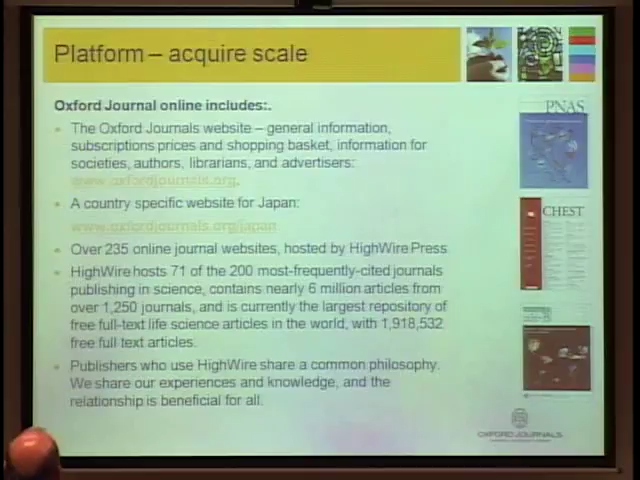 Platform – acquire scale
Oxford Journal online includes:.
The Oxford Journals website – general information,
subscriptions prices and shopping basket, information for
societies, authors, librarians, and advertisers:
www.oxfordjournals.org.
A country specific website for Japan:
www.oxfordjournals.org/japan
Over 235 online journal websites, hosted by HighWire Press
HighWire hosts 71 of the 200 most-frequently-cited journals
publishing in science, contains nearly 6 million articles from
over 1,250 journals, and is currently the largest repository of
free full-text life science articles in the world, with 1,918,532
free full text articles.
Publishers who use HighWire share a common philosophy.
We share our experiences and knowledge, and the
relationship is beneficial for all.
PNAS
CHEST
OXFORD JOURNALS